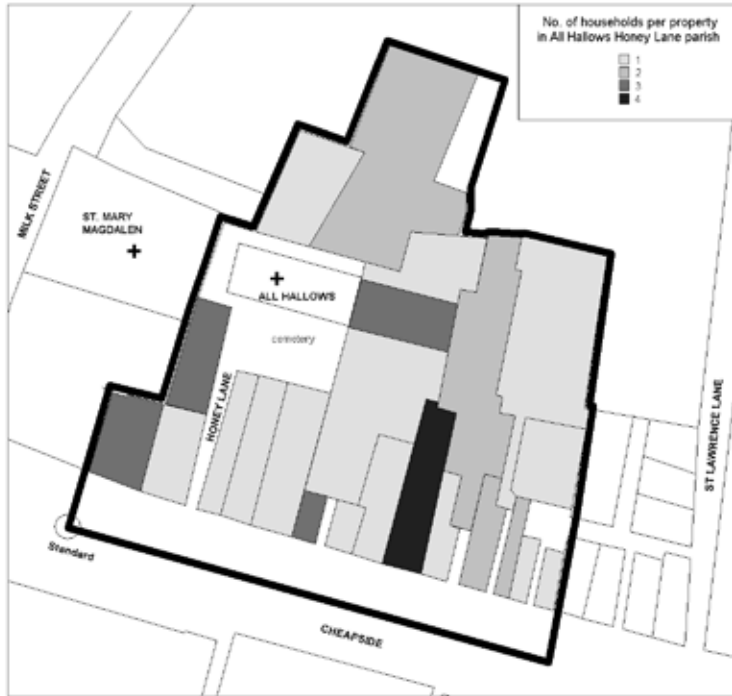 No. of households per property
in All Hallows Honey Lane parish
1
2
3
4
MILK STREET
ST. MARY
MAGDALEN
ALL HALLOWS
cemetery
HONEY LANE
ST LAWRENCE LANE
Standard
CHEAPSIDE